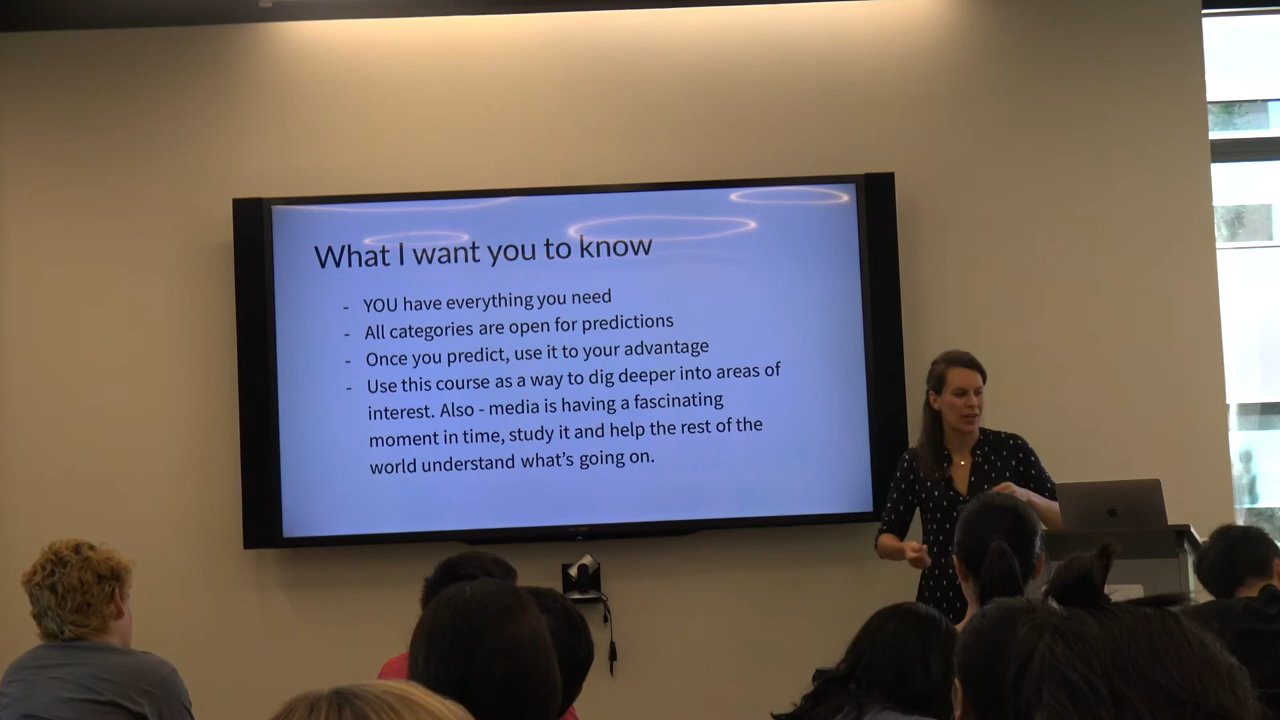 What I want you to know
- YOU have everything you need
- All categories are open for predictions
- Once you predict, use it to your advantage
- Use this course as a way to dig deeper into areas of
interest. Also - media is having a fascinating
moment in time, study it and help the rest of the
world understand what's going on.